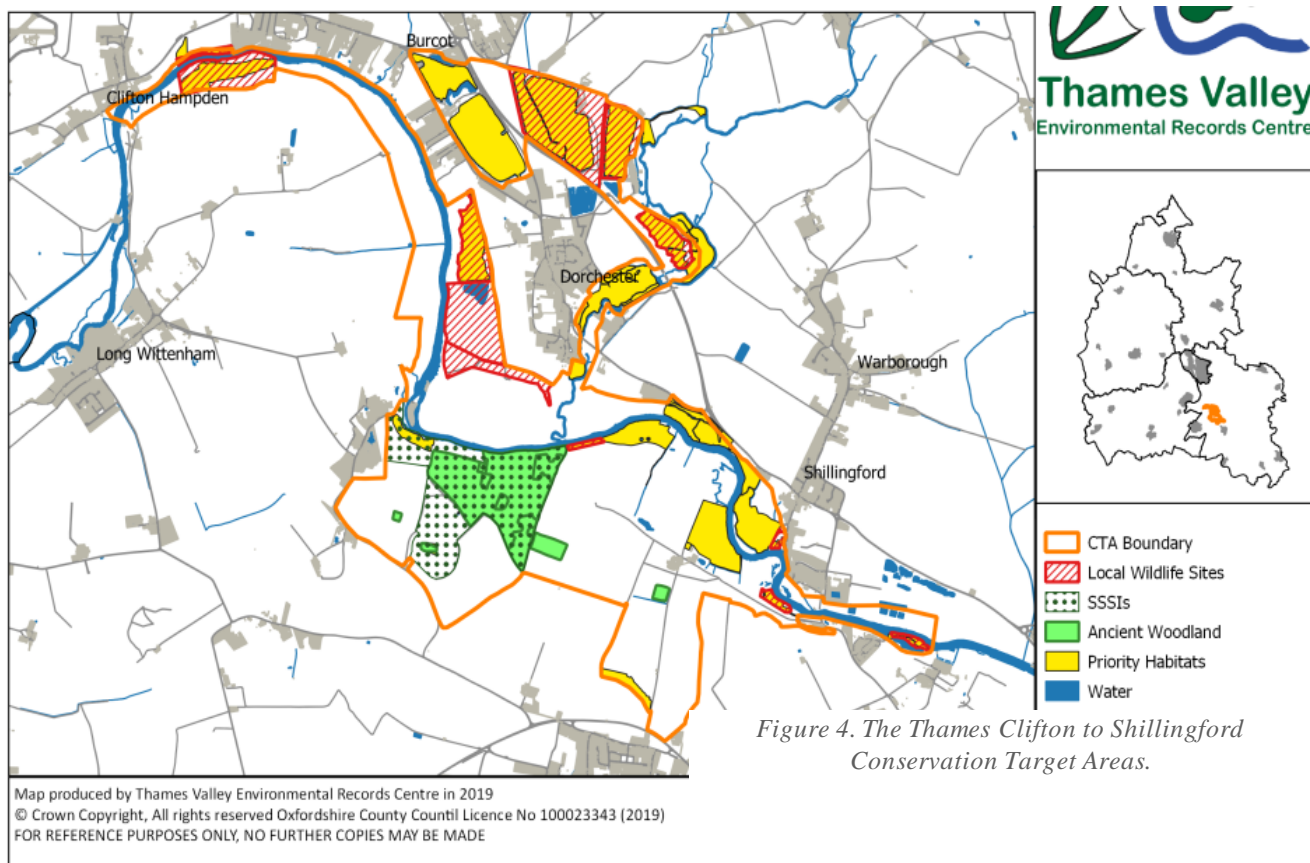 Burcot
Clifton Hampden
Dorchester
Long Wittenham
Warborough
Shillingford
Thames Valley
Environmental Records Centre
CTA Boundary
Local Wildlife Sites
SSSIs
Ancient Woodland
Priority Habitats
Water
Figure 4. The Thames Clifton to Shillingford
Conservation Target Areas.
Map produced by Thames Valley Environmental Records Centre in 2019
© Crown Copyright, All rights reserved Oxfordshire County Countil Licence No 100023343 (2019)
FOR REFERENCE PURPOSES ONLY, NO FURTHER COPIES MAY BE MADE